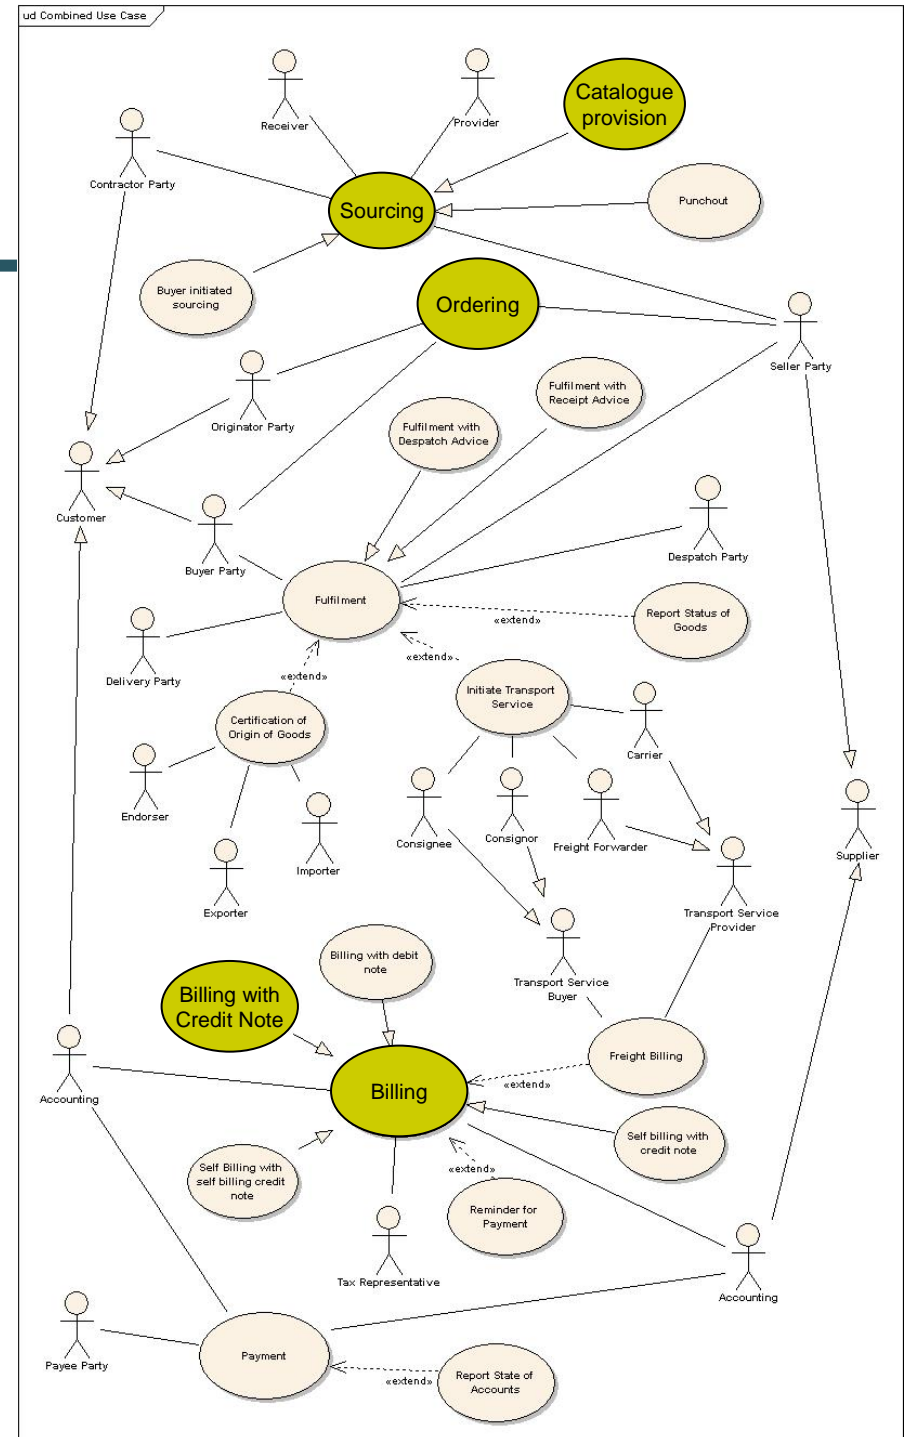 ud Combined Use Case
Catalogue
provision
Receiver
Provider
Contractor Party
Sourcing
Punchout
Buyer initiated
sourcing
Ordering
Seller Party
Originator Party
Fulfilment with
Receipt Advice
Fulfilment with
Despatch Advice
Customer
Buyer Party
Despatch Party
Fulfilment
Report Status of
Goods
«extend»
Delivery Party
«extend»
«extend»
Initiate Transport
Service
Certification of
Origin of Goods
Carrier
Endorser
Consignee
Consignor
Freight Forwarder
Supplier
Importer
Exporter
Transport Service
Provider
Billing with debit
note
Transport Service
Buyer
Billing with
Credit Note
Freight Billing
Accounting
Billing
«extend»
Self billing with
credit note
Self Billing with
self billing credit
note
«extend»
Reminder for
Payment
Tax Representative
Accounting
Payee Party
Payment
«extend»
Report State of
Accounts